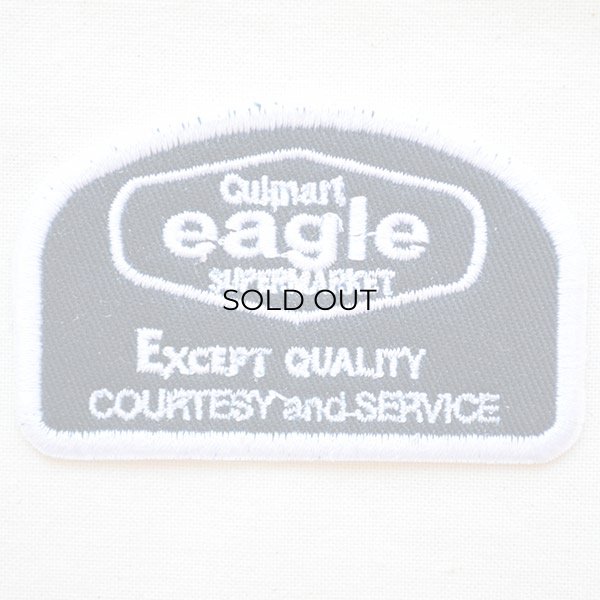 Culmart
eagle
SUPERMARKET
SOLD OUT
EXCEPT QUALITY
COURTESY and SERVICE